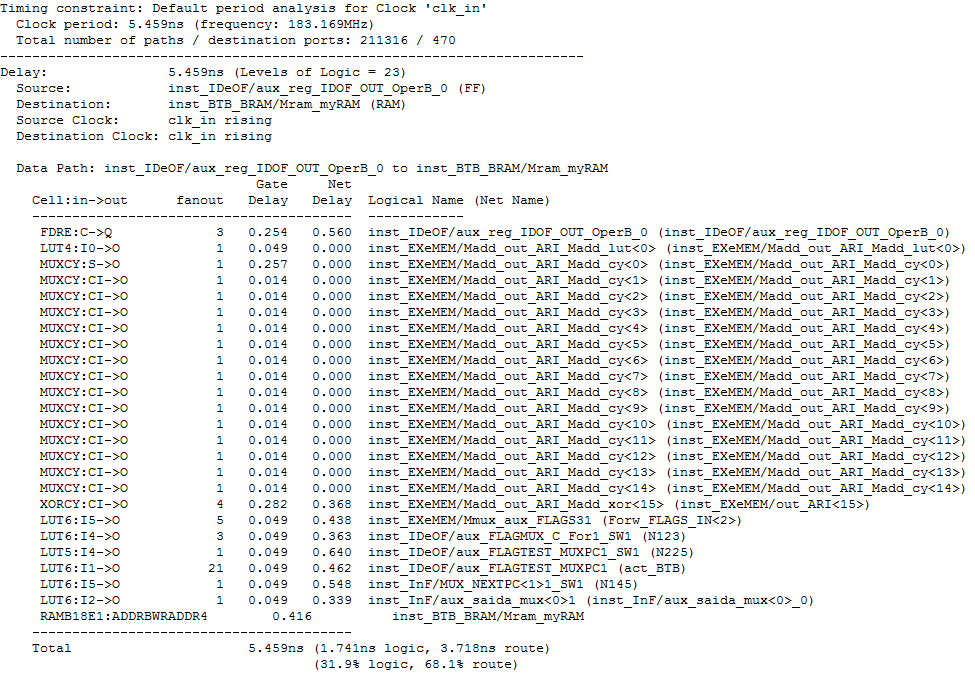 Timing constraint: Default period analysis for Clock 'clk_in'
  Clock period: 5.459ns (frequency: 183.169MHz)
  Total number of paths / destination ports: 211316 / 470
-------------------------------------------------------------------------
Delay:               5.459ns (Levels of Logic = 23)
  Source:            inst_IDeOF/aux_reg_IDOF_OUT_OperB_0 (FF)
  Destination:       inst_BTB_BRAM/Mram_myRAM (RAM)
  Source Clock:      clk_in rising
  Destination Clock: clk_in rising

  Data Path: inst_IDeOF/aux_reg_IDOF_OUT_OperB_0 to inst_BTB_BRAM/Mram_myRAM
                                Gate     Net
    Cell:in->out      fanout   Delay   Delay  Logical Name (Net Name)
    ----------------------------------------  ------------
     FDRE:C->Q             3   0.254   0.560  inst_IDeOF/aux_reg_IDOF_OUT_OperB_0 (inst_IDeOF/aux_reg_IDOF_OUT_OperB_0)
     LUT4:I0->O            1   0.049   0.000  inst_EXeMEM/Madd_out_ARI_Madd_lut<0> (inst_EXeMEM/Madd_out_ARI_Madd_lut<0>)
     MUXCY:S->O            1   0.257   0.000  inst_EXeMEM/Madd_out_ARI_Madd_cy<0> (inst_EXeMEM/Madd_out_ARI_Madd_cy<0>)
     MUXCY:CI->O           1   0.014   0.000  inst_EXeMEM/Madd_out_ARI_Madd_cy<1> (inst_EXeMEM/Madd_out_ARI_Madd_cy<1>)
     MUXCY:CI->O           1   0.014   0.000  inst_EXeMEM/Madd_out_ARI_Madd_cy<2> (inst_EXeMEM/Madd_out_ARI_Madd_cy<2>)
     MUXCY:CI->O           1   0.014   0.000  inst_EXeMEM/Madd_out_ARI_Madd_cy<3> (inst_EXeMEM/Madd_out_ARI_Madd_cy<3>)
     MUXCY:CI->O           1   0.014   0.000  inst_EXeMEM/Madd_out_ARI_Madd_cy<4> (inst_EXeMEM/Madd_out_ARI_Madd_cy<4>)
     MUXCY:CI->O           1   0.014   0.000  inst_EXeMEM/Madd_out_ARI_Madd_cy<5> (inst_EXeMEM/Madd_out_ARI_Madd_cy<5>)
     MUXCY:CI->O           1   0.014   0.000  inst_EXeMEM/Madd_out_ARI_Madd_cy<6> (inst_EXeMEM/Madd_out_ARI_Madd_cy<6>)
     MUXCY:CI->O           1   0.014   0.000  inst_EXeMEM/Madd_out_ARI_Madd_cy<7> (inst_EXeMEM/Madd_out_ARI_Madd_cy<7>)
     MUXCY:CI->O           1   0.014   0.000  inst_EXeMEM/Madd_out_ARI_Madd_cy<8> (inst_EXeMEM/Madd_out_ARI_Madd_cy<8>)
     MUXCY:CI->O           1   0.014   0.000  inst_EXeMEM/Madd_out_ARI_Madd_cy<9> (inst_EXeMEM/Madd_out_ARI_Madd_cy<9>)
     MUXCY:CI->O           1   0.014   0.000  inst_EXeMEM/Madd_out_ARI_Madd_cy<10> (inst_EXeMEM/Madd_out_ARI_Madd_cy<10>)
     MUXCY:CI->O           1   0.014   0.000  inst_EXeMEM/Madd_out_ARI_Madd_cy<11> (inst_EXeMEM/Madd_out_ARI_Madd_cy<11>)
     MUXCY:CI->O           1   0.014   0.000  inst_EXeMEM/Madd_out_ARI_Madd_cy<12> (inst_EXeMEM/Madd_out_ARI_Madd_cy<12>)
     MUXCY:CI->O           1   0.014   0.000  inst_EXeMEM/Madd_out_ARI_Madd_cy<13> (inst_EXeMEM/Madd_out_ARI_Madd_cy<13>)
     MUXCY:CI->O           1   0.014   0.000  inst_EXeMEM/Madd_out_ARI_Madd_cy<14> (inst_EXeMEM/Madd_out_ARI_Madd_cy<14>)
     XORCY:CI->O           4   0.282   0.368  inst_EXeMEM/Madd_out_ARI_Madd_xor<15> (inst_EXeMEM/out_ARI<15>)
     LUT6:I5->O            5   0.049   0.438  inst_EXeMEM/Mmux_aux_FLAGS31 (Forw_FLAGS_IN<2>)
     LUT6:I4->O            3   0.049   0.363  inst_IDeOF/aux_FLAGMUX_C_For1_SW1 (N123)
     LUT5:I4->O            1   0.049   0.640  inst_IDeOF/aux_FLAGTEST_MUXPC1_SW1 (N225)
     LUT6:I1->O           21   0.049   0.462  inst_IDeOF/aux_FLAGTEST_MUXPC1 (act_BTB)
     LUT6:I5->O            1   0.049   0.548  inst_InF/MUX_NEXTPC<1>1_SW1 (N145)
     LUT6:I2->O            1   0.049   0.339  inst_InF/aux_saida_mux<0>1 (inst_InF/aux_saida_mux<0>_0)
     RAMB18E1:ADDRBWRADDR4        0.416          inst_BTB_BRAM/Mram_myRAM
    ----------------------------------------
    Total                      5.459ns (1.741ns logic, 3.718ns route)
                                       (31.9% logic, 68.1% route)